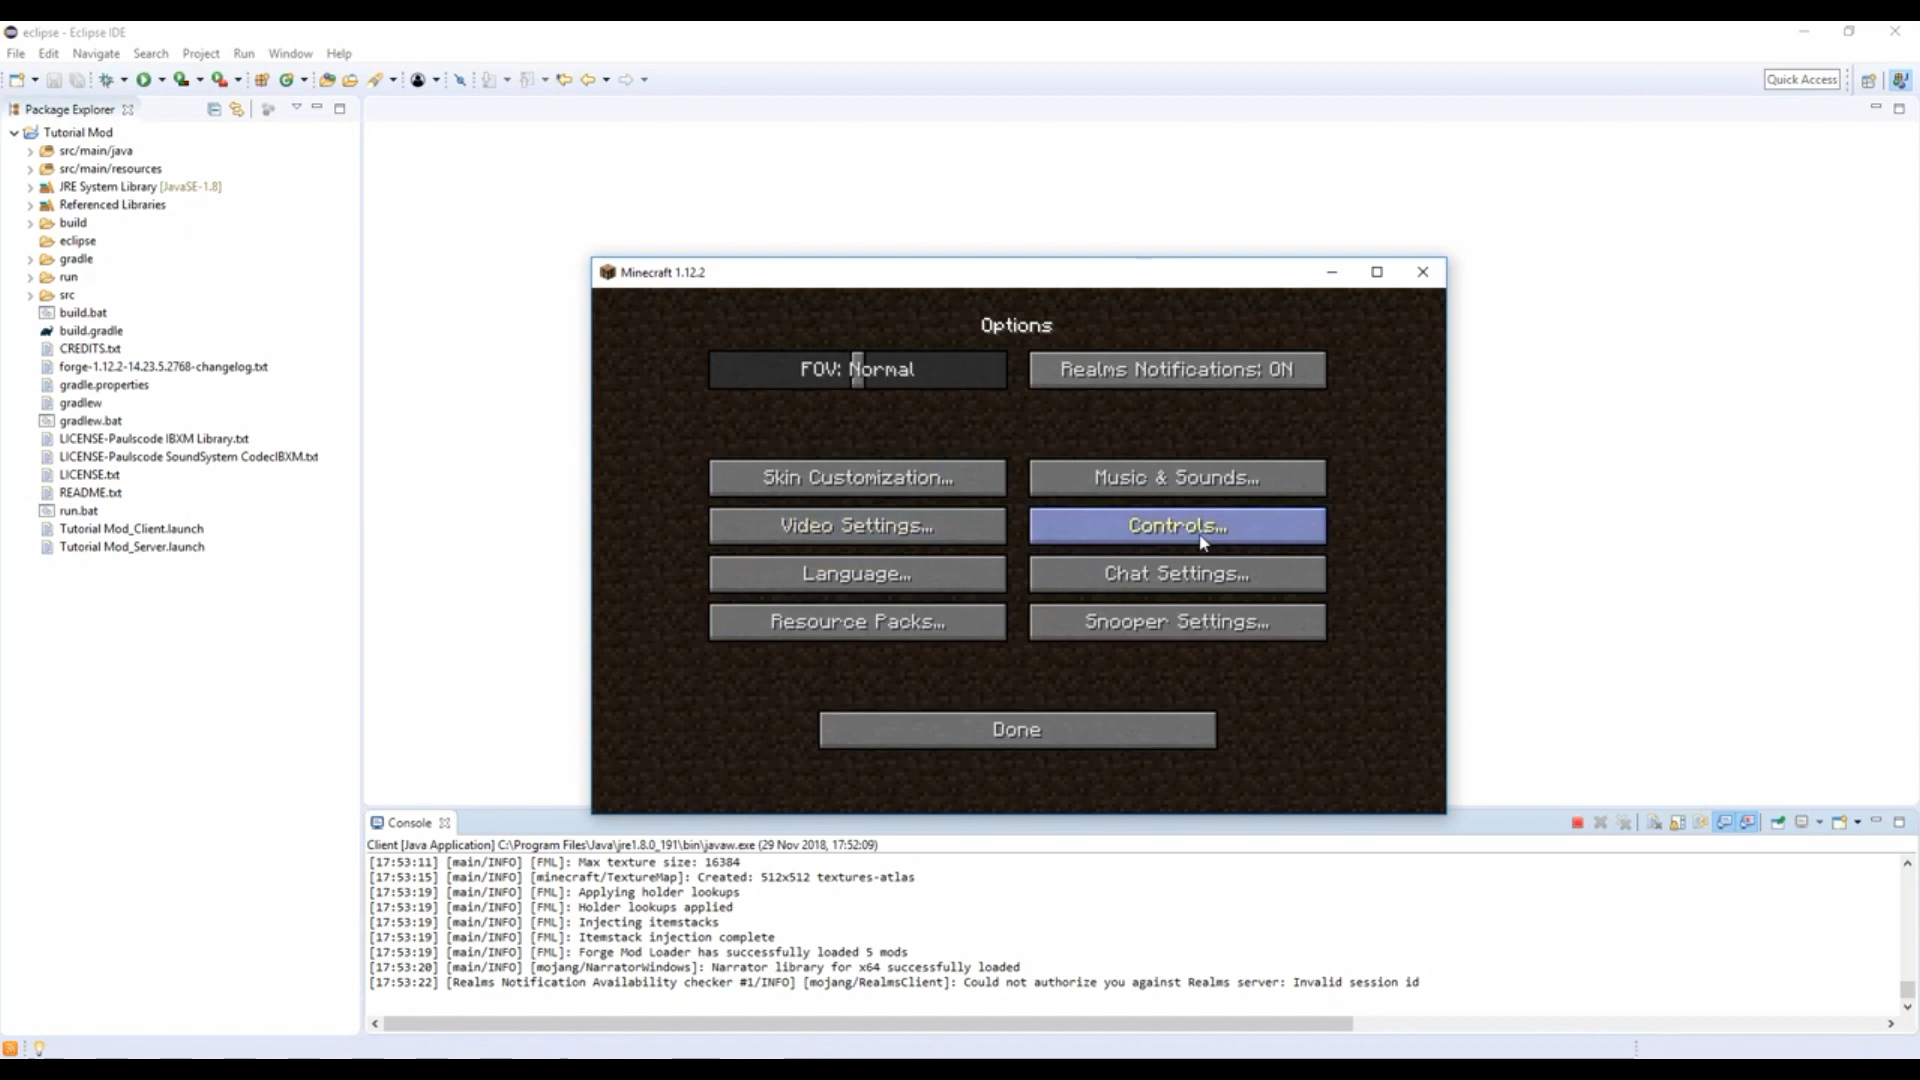 eclipse - Eclipse IDE
File Edit Navigate Search Project Run Window Help
Quick Access
Package Explorer
Tutorial Mod
src/main/java
src/main/resources
JRE System Library [JavaSE-1.8]
Referenced Libraries
build
eclipse
gradle
run
src
build.bat
build.gradle
CREDITS.txt
forge-1.12.2-14.23.5.2768-changelog.txt
gradle.properties
gradlew
gradlew.bat
LICENSE-Paulscode IBXM Library.txt
LICENSE-Paulscode SoundSystem CodecIBXM.txt
LICENSE.txt
README.txt
run.bat
Tutorial Mod_Client.launch
Tutorial Mod_Server.launch
Minecraft 1.12.2
Options
FOV: Normal Realms Notifications: ON
Skin Customization... Music & Sounds...
Video Settings... Controls...
Language... Chat Settings...
Resource Packs... Snooper Settings...
Done
Console
Client [Java Application] C:\Program Files\Java\jre1.8.0_191\bin\javaw.exe (29 Nov 2018, 17:52:09)
[17:53:11] [main/INFO] [FML]: Max texture size: 16384
[17:53:15] [main/INFO] [minecraft/TextureMap]: Created: 512x512 textures-atlas
[17:53:19] [main/INFO] [FML]: Applying holder lookups
[17:53:19] [main/INFO] [FML]: Holder lookups applied
[17:53:19] [main/INFO] [FML]: Injecting itemstacks
[17:53:19] [main/INFO] [FML]: Itemstack injection complete
[17:53:19] [main/INFO] [FML]: Forge Mod Loader has successfully loaded 5 mods
[17:53:20] [main/INFO] [mojang/NarratorWindows]: Narrator library for x64 successfully loaded
[17:53:22] [Realms Notification Availability checker #1/INFO] [mojang/RealmsClient]: Could not authorize you against Realms server: Invalid session id